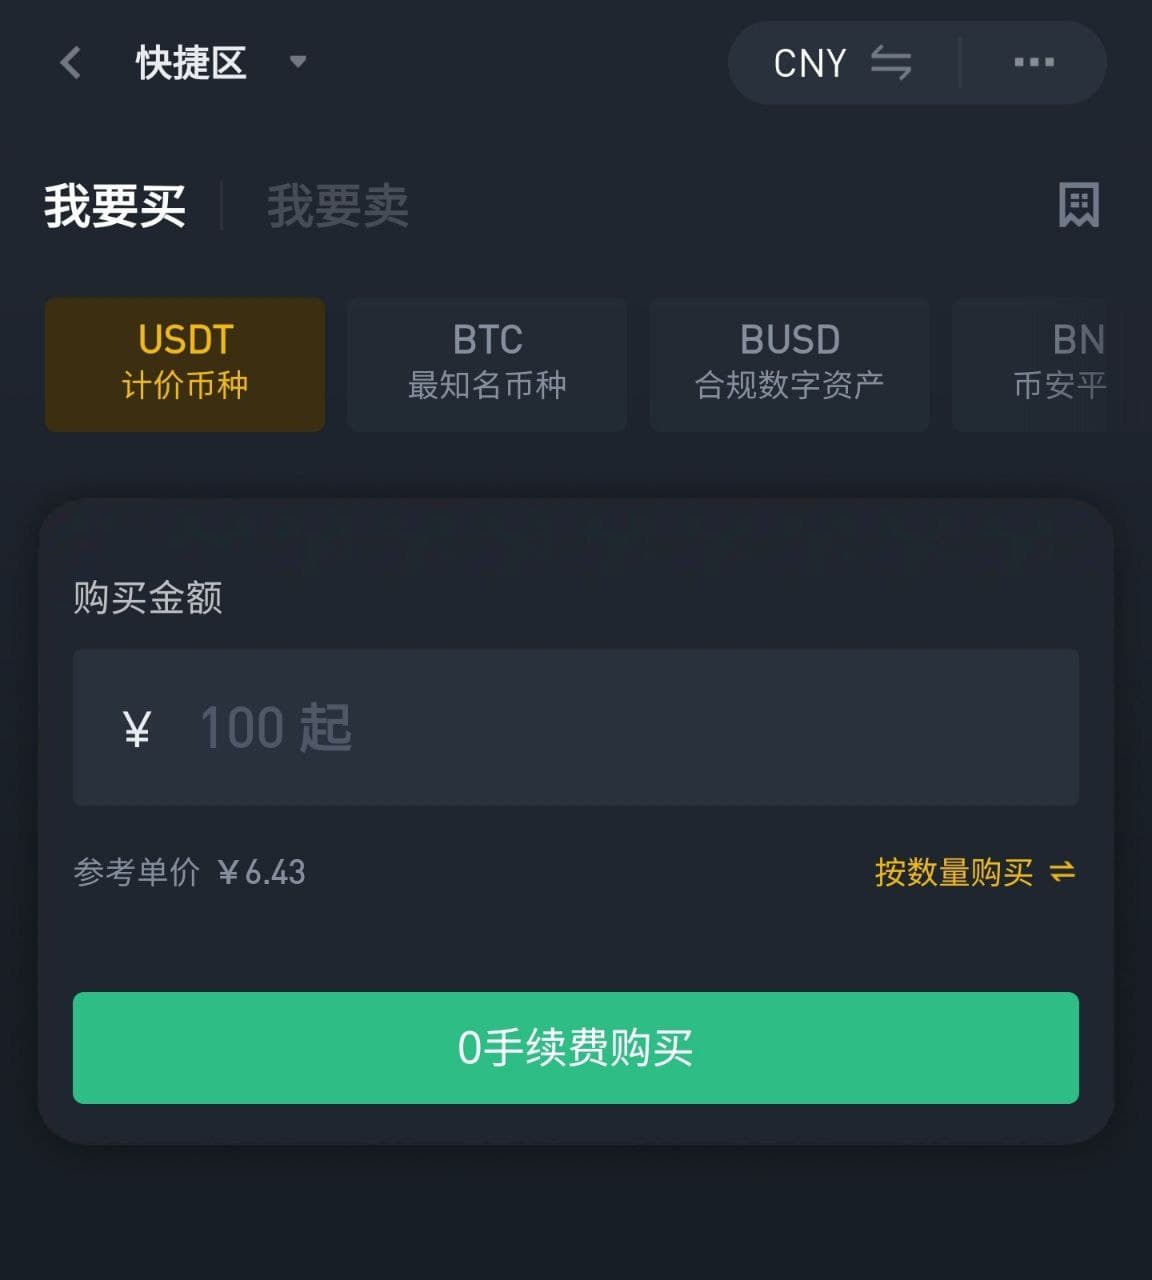 快捷区
CNY
我要买
我要卖
USDT
计价币种
BTC
最知名币种
BUSD
合规数字资产
BN
币安平
购买金额
¥ 100 起
参考单价 ¥6.43
按数量购买
0手续费购买